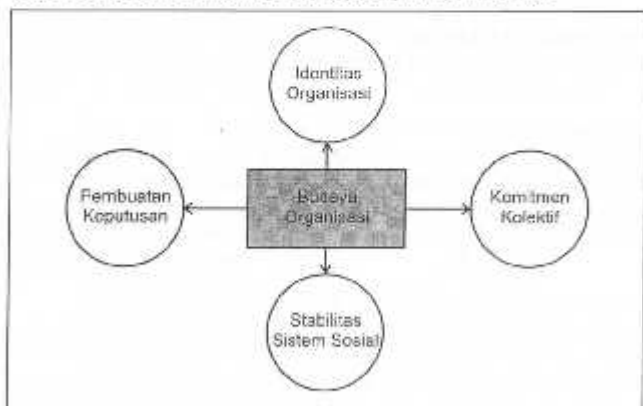 Identitas
Organisasi
Pembuatan
Keputusan
Budaya
Organisasi
Komitmen
Kolektif
Stabilitas
Sistem Sosial